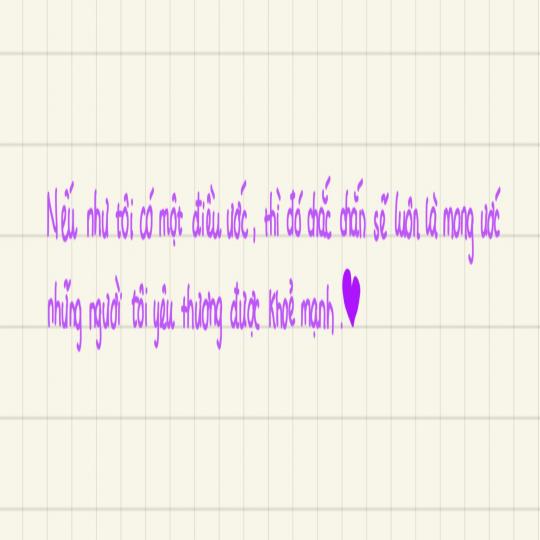 Nếu như tôi có một điều ước, thì đó chắc chắn sẽ luôn là mong ước
những người tôi yêu thương được khoẻ mạnh.💜